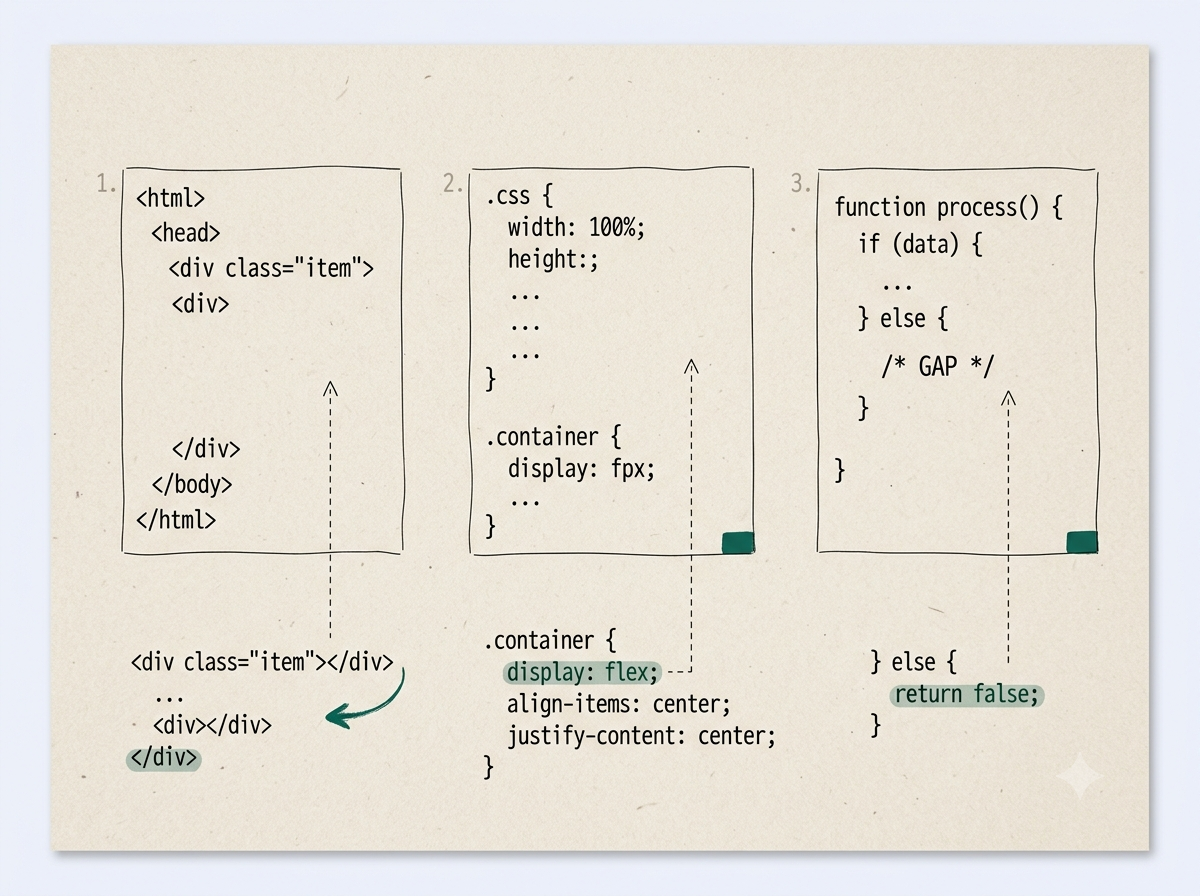 1.
<html>
<head>
<div class="item">
<div>
</div>
</body>
</html>
<div class="item"></div>
...
<div></div>
</div>
2.
.css {
width: 100%;
height:;
...
...
...
}
.container {
display: fpx;
...
}
.container {
display: flex;
align-items: center;
justify-content: center;
}
3.
function process() {
if (data) {
...
} else {
/* GAP */
}
}
} else {
return false;
}